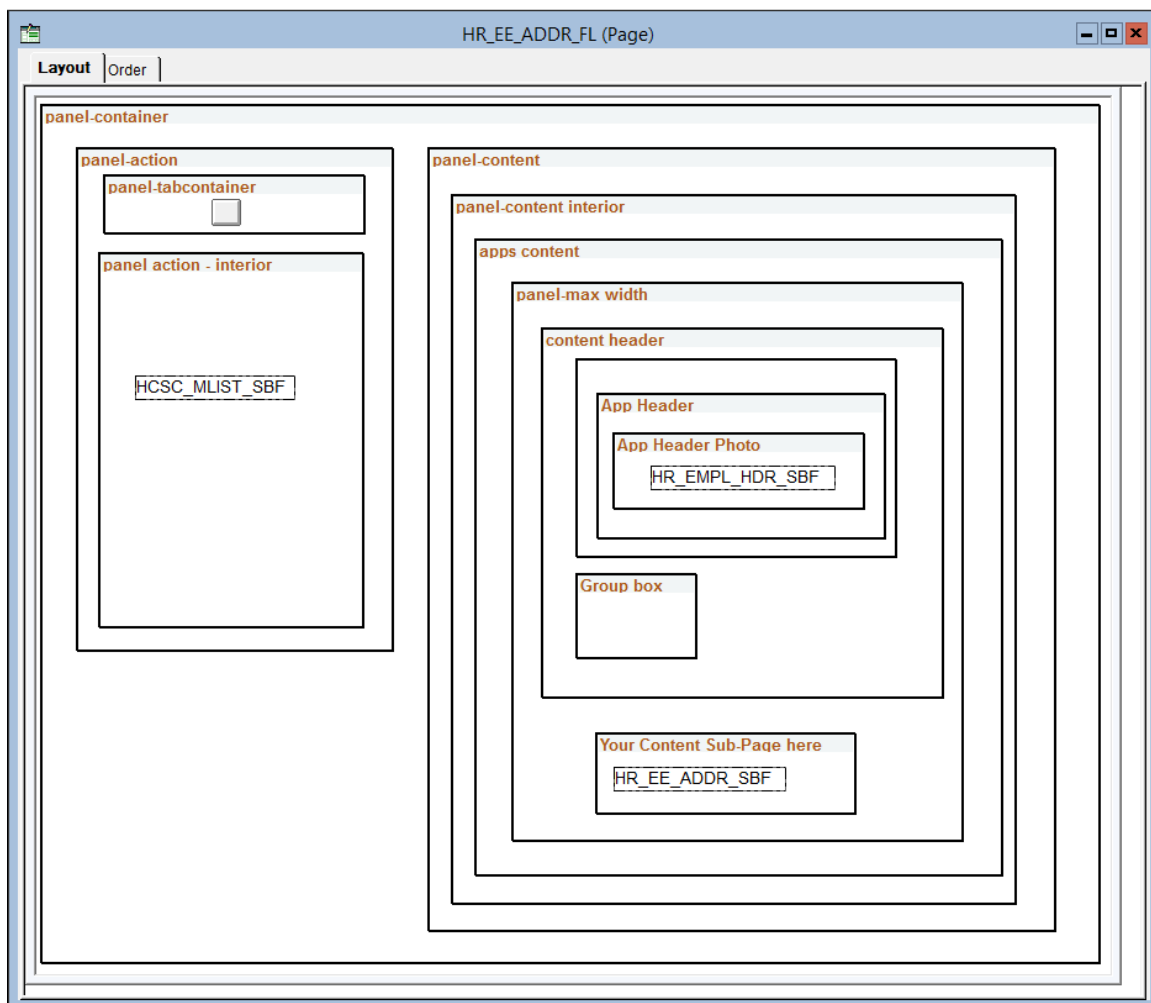 HR_EE_ADDR_FL (Page)
Layout
Order
panel-container
panel-action
panel-tabcontainer
panel action - interior
HCSC_MLIST_SBF
panel-content
panel-content interior
apps content
panel-max width
content header
App Header
App Header Photo
HR_EMPL_HDR_SBF
Group box
Your Content Sub-Page here
HR_EE_ADDR_SBF